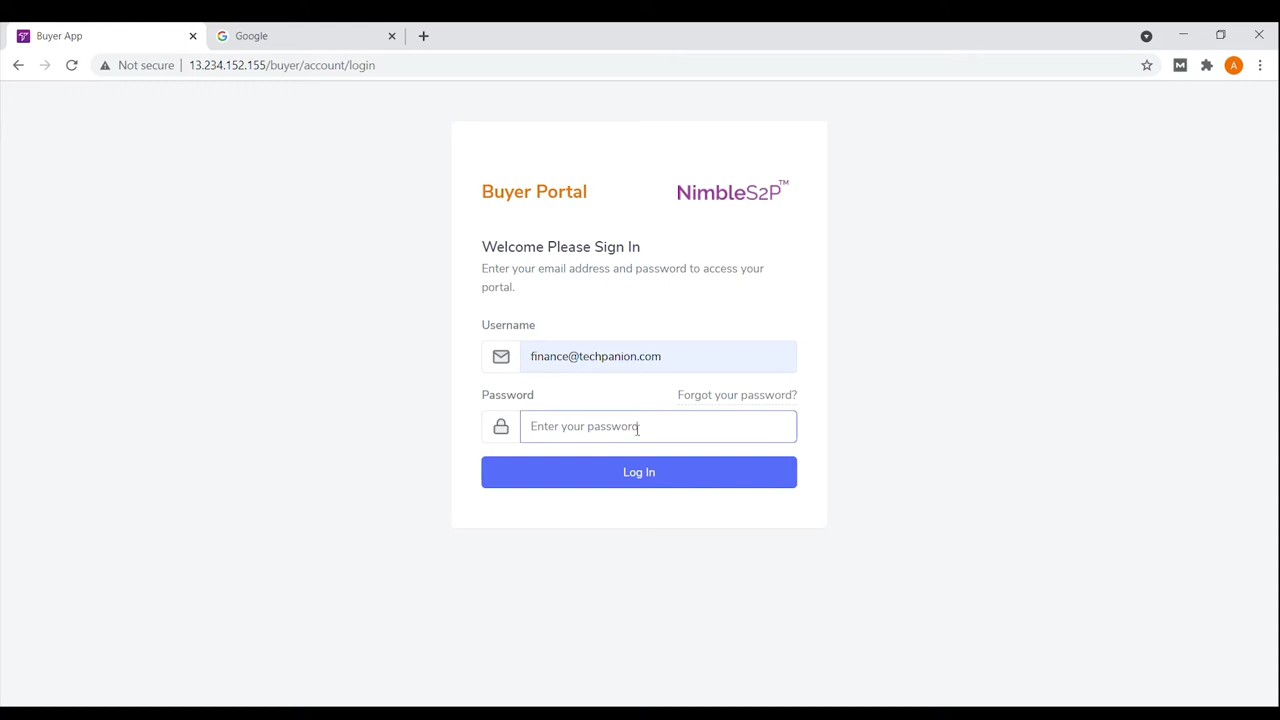 Buyer App
Google
Not secure | 13.234.152.155/buyer/account/login
A
Buyer Portal
NimbleS2P™
Welcome Please Sign In
Enter your email address and password to access your
portal.
Username
finance@techpanion.com
Password
Forgot your password?
Enter your password
Log In